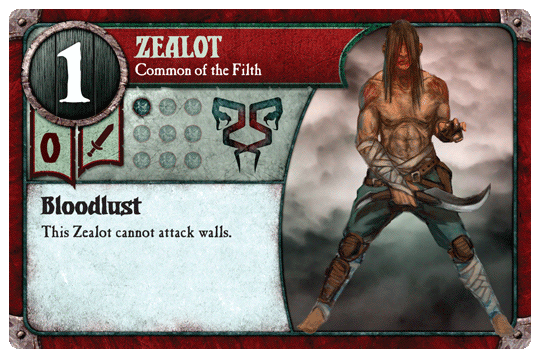 1
ZEALOT
Common of the Filth
0
Bloodlust
This Zealot cannot attack walls.